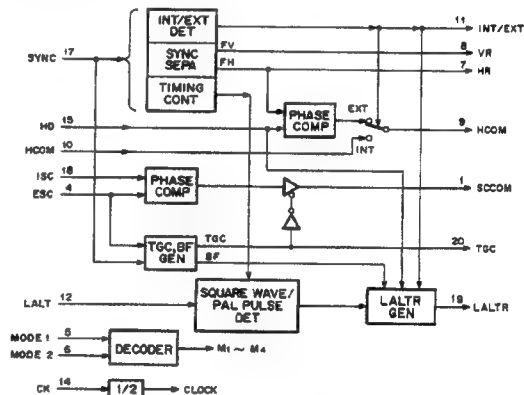 INT/EXT
DET
SYNC
SEPA
TIMING
CONT
SYNC 17
FV
FH
11 INT/EXT
8 VR
7 HR
HD 15
HCOM 10
PHASE
COMP
EXT
INT
9 HCOM
ISC 18
ESC 4
PHASE
COMP
1 SCCOM
TGC, BF
GEN
TGC
BF
20 TGC
LALT 12
SQUARE WAVE/
PAL PULSE
DET
LALTR
GEN
19 LALTR
MODE 1 5
MODE 2 6
DECODER
M1 ~ M4
CK 14
1/2
CLOCK